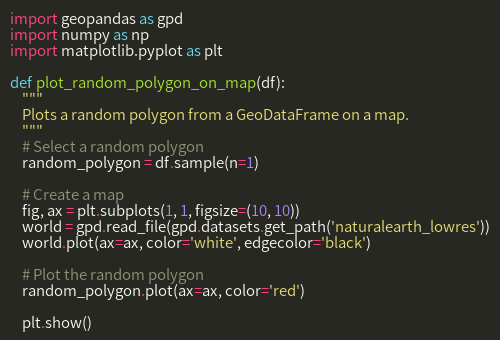 import geopandas as gpd
import numpy as np
import matplotlib.pyplot as plt

def plot_random_polygon_on_map(df):
    """
    Plots a random polygon from a GeoDataFrame on a map.
    """
    # Select a random polygon
    random_polygon = df.sample(n=1)

    # Create a map
    fig, ax = plt.subplots(1, 1, figsize=(10, 10))
    world = gpd.read_file(gpd.datasets.get_path('naturalearth_lowres'))
    world.plot(ax=ax, color='white', edgecolor='black')

    # Plot the random polygon
    random_polygon.plot(ax=ax, color='red')

    plt.show()